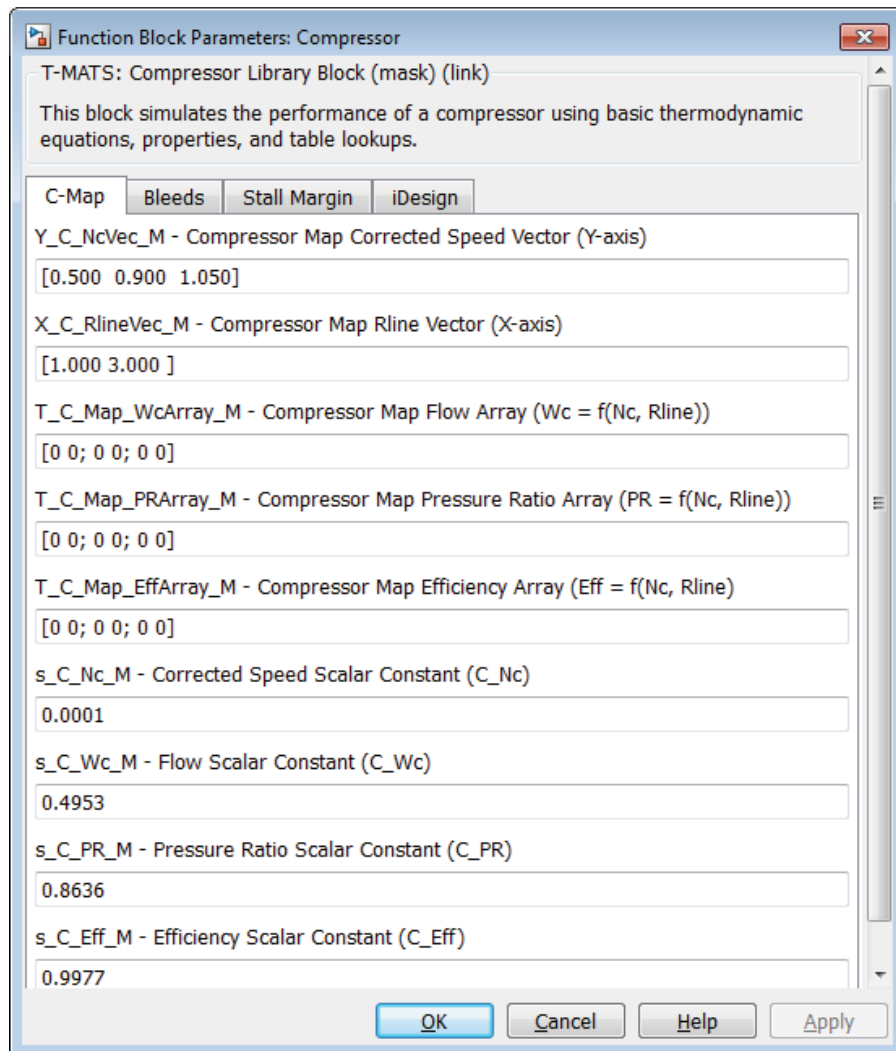 Function Block Parameters: Compressor
T-MATS: Compressor Library Block (mask) (link)
This block simulates the performance of a compressor using basic thermodynamic
equations, properties, and table lookups.
C-Map Bleeds Stall Margin iDesign
Y_C_NcVec_M - Compressor Map Corrected Speed Vector (Y-axis)
[0.500  0.900  1.050]
X_C_RlineVec_M - Compressor Map Rline Vector (X-axis)
[1.000 3.000 ]
T_C_Map_WcArray_M - Compressor Map Flow Array (Wc = f(Nc, Rline))
[0 0; 0 0; 0 0]
T_C_Map_PRArray_M - Compressor Map Pressure Ratio Array (PR = f(Nc, Rline))
[0 0; 0 0; 0 0]
T_C_Map_EffArray_M - Compressor Map Efficiency Array (Eff = f(Nc, Rline)
[0 0; 0 0; 0 0]
s_C_Nc_M - Corrected Speed Scalar Constant (C_Nc)
0.0001
s_C_Wc_M - Flow Scalar Constant (C_Wc)
0.4953
s_C_PR_M - Pressure Ratio Scalar Constant (C_PR)
0.8636
s_C_Eff_M - Efficiency Scalar Constant (C_Eff)
0.9977
OK Cancel Help Apply